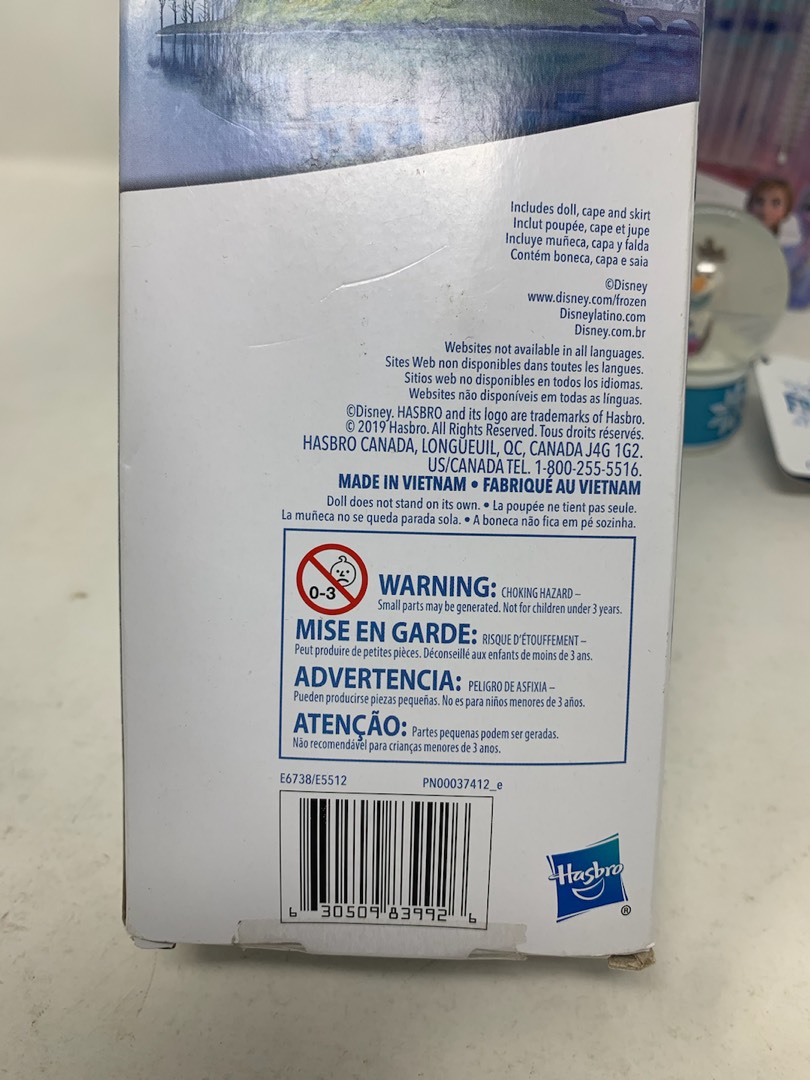 Includes doll, cape and skirt
Inclut poupée, cape et jupe
Incluye muñeca, capa y falda
Contém boneca, capa e saia
©Disney
www.disney.com/frozen
Disneylatino.com
Disney.com.br
Websites not available in all languages.
Sites Web non disponibles dans toutes les langues.
Sitios web no disponibles en todos los idiomas.
Websites não disponíveis em todas as línguas.
©Disney. HASBRO and its logo are trademarks of Hasbro.
© 2019 Hasbro. All Rights Reserved. Tous droits réservés.
HASBRO CANADA, LONGUEUIL, QC, CANADA J4G 1G2.
US/CANADA TEL. 1-800-255-5516.
MADE IN VIETNAM • FABRIQUÉ AU VIETNAM
Doll does not stand on its own. • La poupée ne tient pas seule.
La muñeca no se queda parada sola. • A boneca não fica em pé sozinha.
0-3
WARNING: CHOKING HAZARD –
Small parts may be generated. Not for children under 3 years.
MISE EN GARDE: RISQUE D'ÉTOUFFEMENT –
Peut produire de petites pièces. Déconseillé aux enfants de moins de 3 ans.
ADVERTENCIA: PELIGRO DE ASFIXIA –
Pueden producirse piezas pequeñas. No es para niños menores de 3 años.
ATENÇÃO: Partes pequenas podem ser geradas.
Não recomendável para crianças menores de 3 anos.
E6738/E5512 PN00037412_e
6 30509 83992 6
Hasbro ®